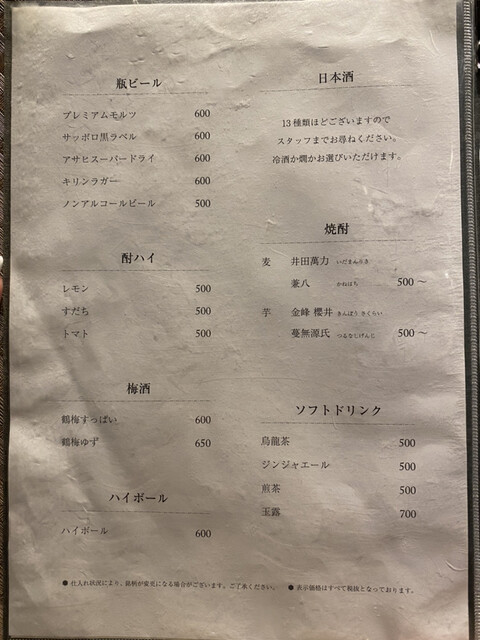 瓶ビール
プレミアムモルツ 600
サッポロ黒ラベル 600
アサヒスーパードライ 600
キリンラガー 600
ノンアルコールビール 500
酎ハイ
レモン 500
すだち 500
トマト 500
梅酒
鶴梅すっぱい 600
鶴梅ゆず 650
ハイボール
ハイボール 600
日本酒
13種類ほどございますので
スタッフまでお尋ねください。
冷酒か燗かお選びいただけます。
焼酎
麦 井田萬力 いだまんりき
兼八 かねはち 500〜
芋 金峰 櫻井 きんぽう さくらい
蔓無源氏 つるなしげんじ 500〜
ソフトドリンク
烏龍茶 500
ジンジャエール 500
煎茶 500
玉露 700
● 仕入れ状況により、銘柄が変更になる場合がございます。ご了承ください。 ● 表示価格はすべて税抜となっております。